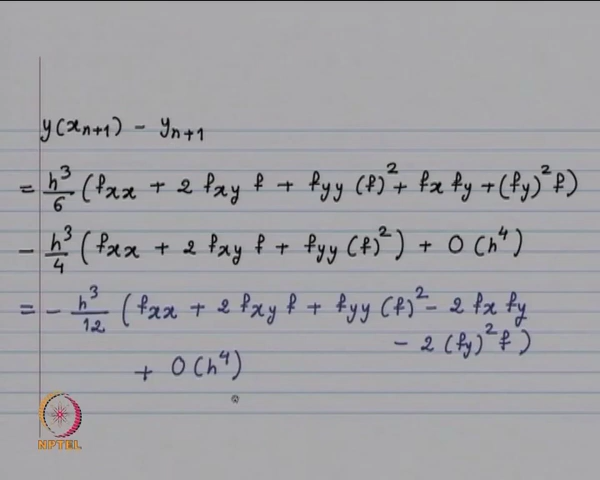 y(xₙ₊₁) - yₙ₊₁
= h³/6 (fxx + 2 fxy f + fyy (f)² + fx fy + (fy)² f)
- h³/4 (fxx + 2 fxy f + fyy (f)²) + O(h⁴)
= - h³/12 (fxx + 2 fxy f + fyy (f)² - 2 fx fy
- 2 (fy)² f)
+ O(h⁴)
NPTEL